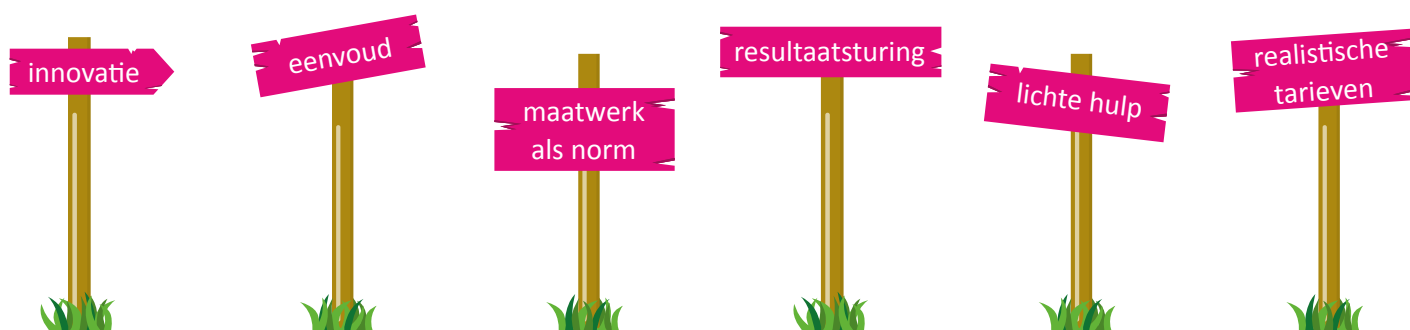 innovatie
eenvoud
maatwerk
als norm
resultaatsturing
lichte hulp
realistische
tarieven